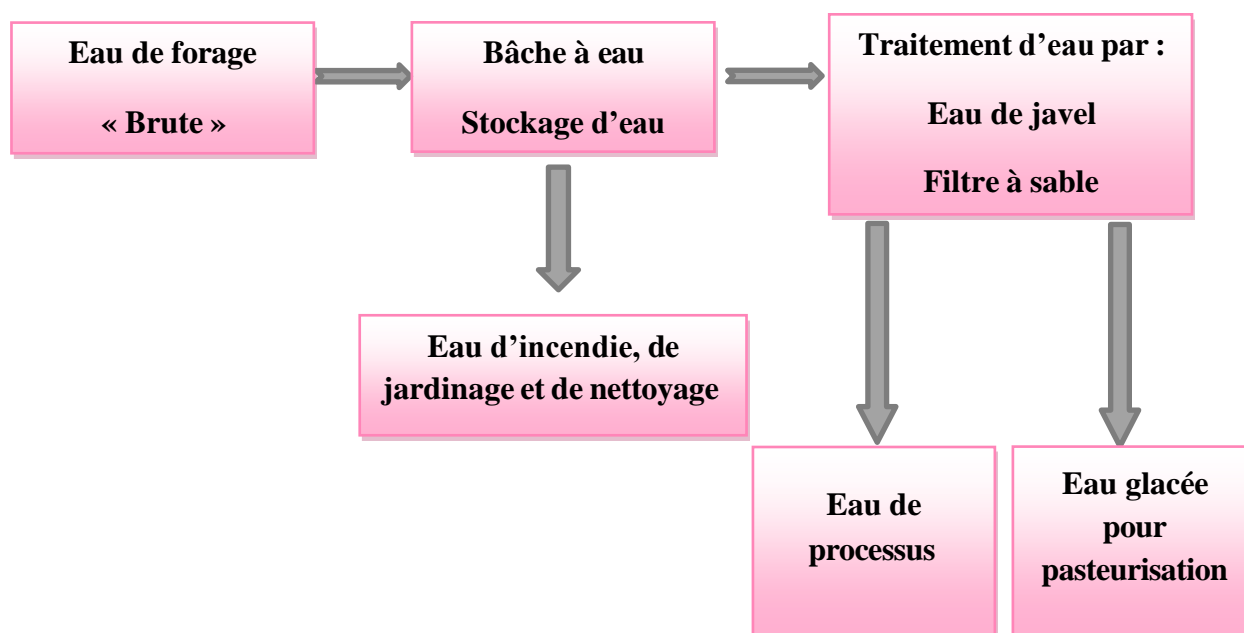 Eau de forage
« Brute »
Bâche à eau
Stockage d’eau
Traitement d’eau par :
Eau de javel
Filtre à sable
Eau d’incendie, de
jardinage et de nettoyage
Eau de
processus
Eau glacée
pour
pasteurisation